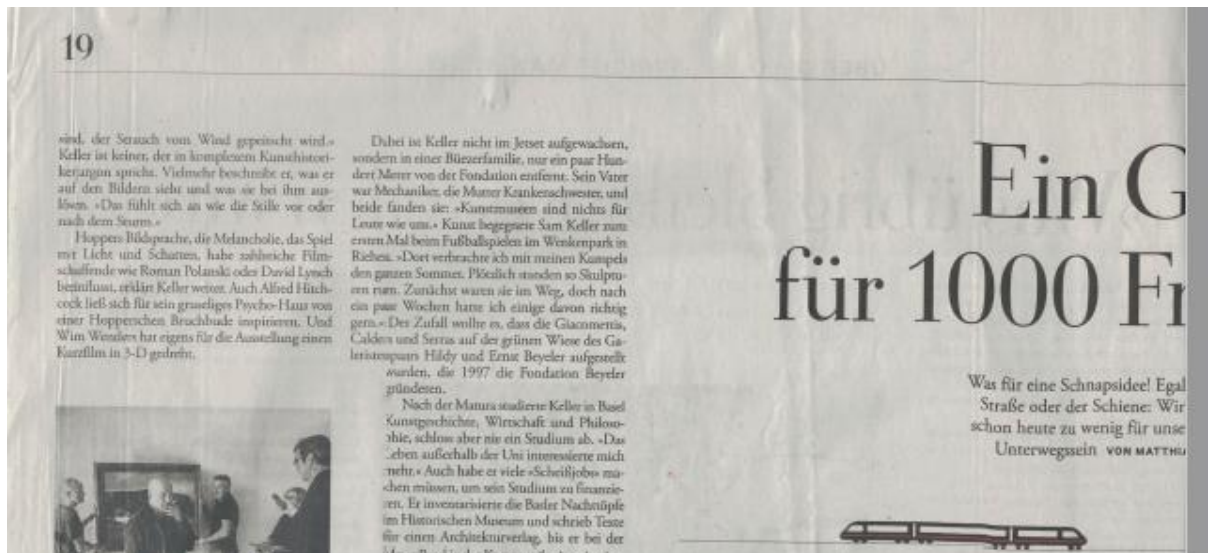 19
sind, der Strauch vom Wind gepeitscht wird.«
Keller ist keiner, der in komplexem Kunsthistori-
kerjargon spricht. Vielmehr beschreibt er, was er
auf den Bildern sieht und was sie bei ihm aus-
lösen. »Das fühlt sich an wie die Stille vor oder
nach dem Sturm.«
Hoppers Bildsprache, die Melancholie, das Spiel
mit Licht und Schatten, habe zahlreiche Film-
schaffende wie Roman Polanski oder David Lynch
beeinflusst, erklärt Keller weiter. Auch Alfred Hitch-
cock ließ sich für sein gruseliges Psycho-Haus von
einer Hopperschen Bruchbude inspirieren. Und
Wim Wenders hat eigens für die Ausstellung einen
Kurzfilm in 3-D gedreht.
Dabei ist Keller nicht im Jetset aufgewachsen,
sondern in einer Büezerfamilie, nur ein paar Hun-
dert Meter von der Fondation entfernt. Sein Vater
war Mechaniker, die Mutter Krankenschwester, und
beide fanden sie: »Kunstmuseen sind nichts für
Leute wie uns.« Kunst begegnete Sam Keller zum
ersten Mal beim Fußballspielen im Wenkenpark in
Riehen. »Dort verbrachte ich mit meinen Kumpels
den ganzen Sommer. Plötzlich standen so Skulptu-
ren rum. Zunächst waren sie im Weg, doch nach
ein paar Wochen hatte ich einige davon richtig
gern.« Der Zufall wollte es, dass die Giacomettis,
Calders und Serras auf der grünen Wiese des Ga-
leristenpaars Hildy und Ernst Beyeler aufgestellt
wurden, die 1997 die Fondation Beyeler
gründeten.
Nach der Matura studierte Keller in Basel
Kunstgeschichte, Wirtschaft und Philoso-
phie, schloss aber nie ein Studium ab. »Das
Leben außerhalb der Uni interessierte mich
mehr.« Auch habe er viele »Scheißjobs« ma-
chen müssen, um sein Studium zu finanzie-
ren. Er inventarisierte die Basler Nachttöpfe
im Historischen Museum und schrieb Texte
für einen Architekturverlag, bis er bei der
Ein G
für 1000 Fr
Was für eine Schnapsidee! Egal
Straße oder der Schiene: Wir
schon heute zu wenig für unse
Unterwegssein VON MATTHI